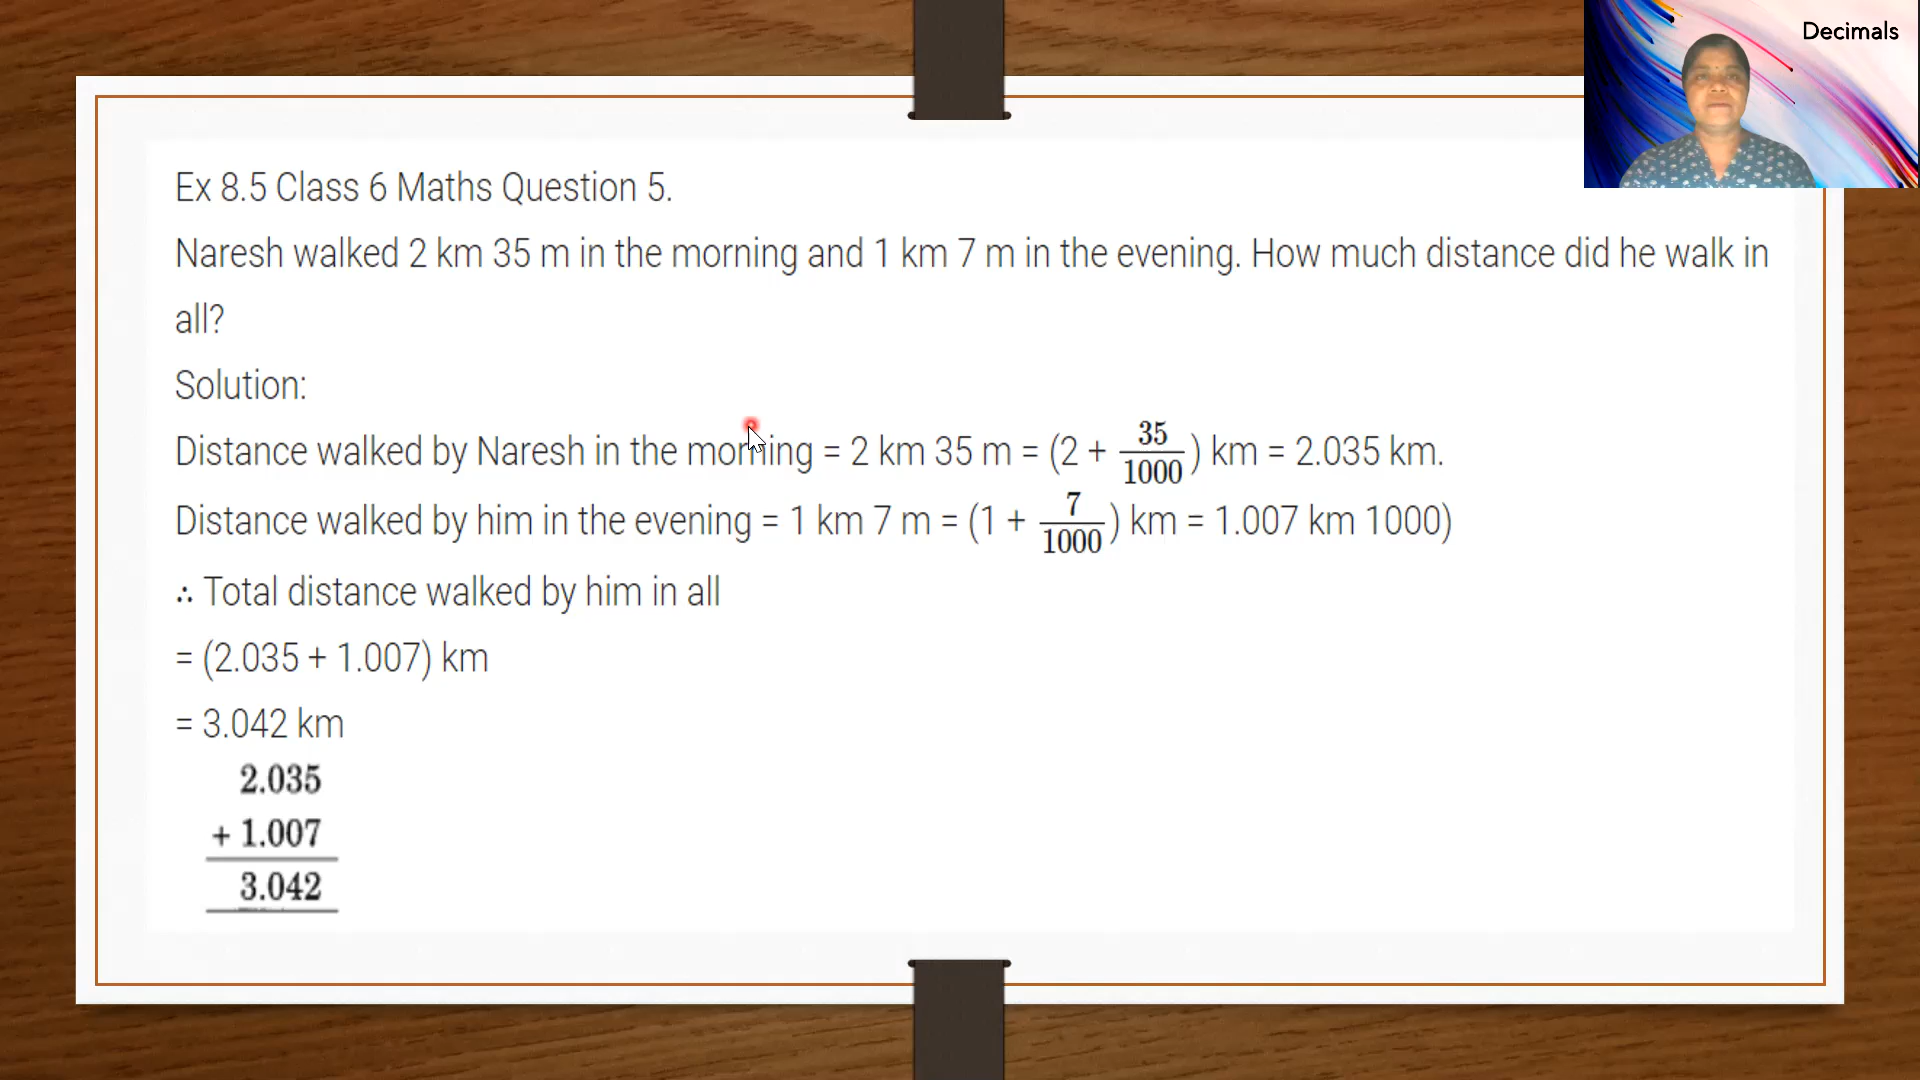 Decimals
Ex 8.5 Class 6 Maths Question 5.
Naresh walked 2 km 35 m in the morning and 1 km 7 m in the evening. How much distance did he walk in
all?
Solution:
Distance walked by Naresh in the morning = 2 km 35 m = (2 + 35/1000) km = 2.035 km.
Distance walked by him in the evening = 1 km 7 m = (1 + 7/1000) km = 1.007 km 1000)
∴ Total distance walked by him in all
= (2.035 + 1.007) km
= 3.042 km
2.035
+ 1.007
3.042